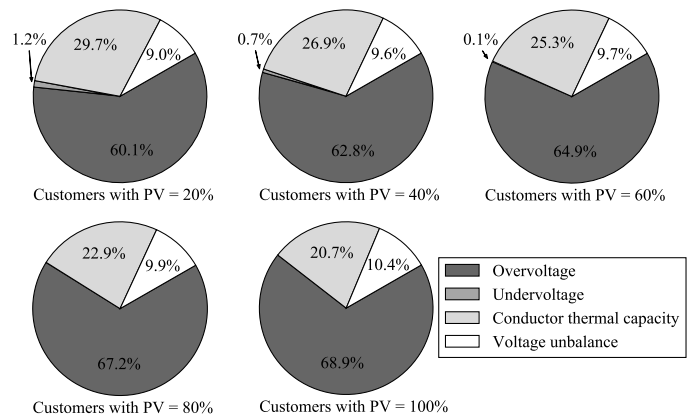 1.2%
29.7%
9.0%
60.1%
Customers with PV = 20%
0.7%
26.9%
9.6%
62.8%
Customers with PV = 40%
0.1%
25.3%
9.7%
64.9%
Customers with PV = 60%
22.9%
9.9%
67.2%
Customers with PV = 80%
20.7%
10.4%
68.9%
Customers with PV = 100%
Overvoltage
Undervoltage
Conductor thermal capacity
Voltage unbalance